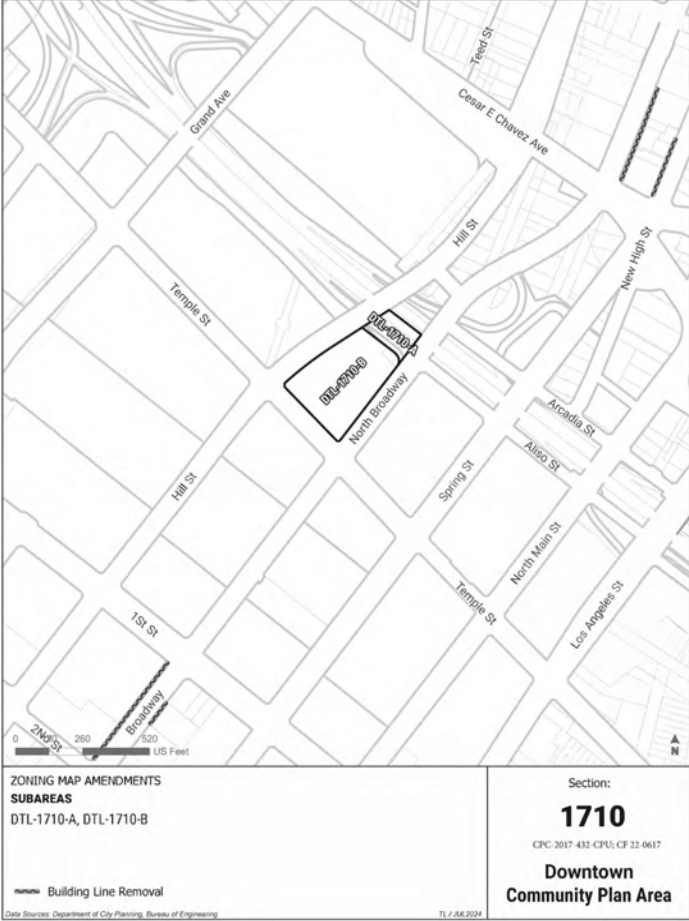 Teed St
Grand Ave
Cesar E Chavez Ave
Hill St
New High St
Temple St
DTL-1710-A
DTL-1710-B
North Broadway
Arcadia St
Aliso St
Spring St
Hill St
North Main St
Temple St
Los Angeles St
1St St
Broadway
2Nd St
0 260 520
US Feet
N
ZONING MAP AMENDMENTS
SUBAREAS
DTL-1710-A, DTL-1710-B
Building Line Removal
Data Sources: Department of City Planning, Bureau of Engineering
TL / JUL2024
Section:
1710
CPC-2017-432-CPU; CF 22-0617
Downtown
Community Plan Area